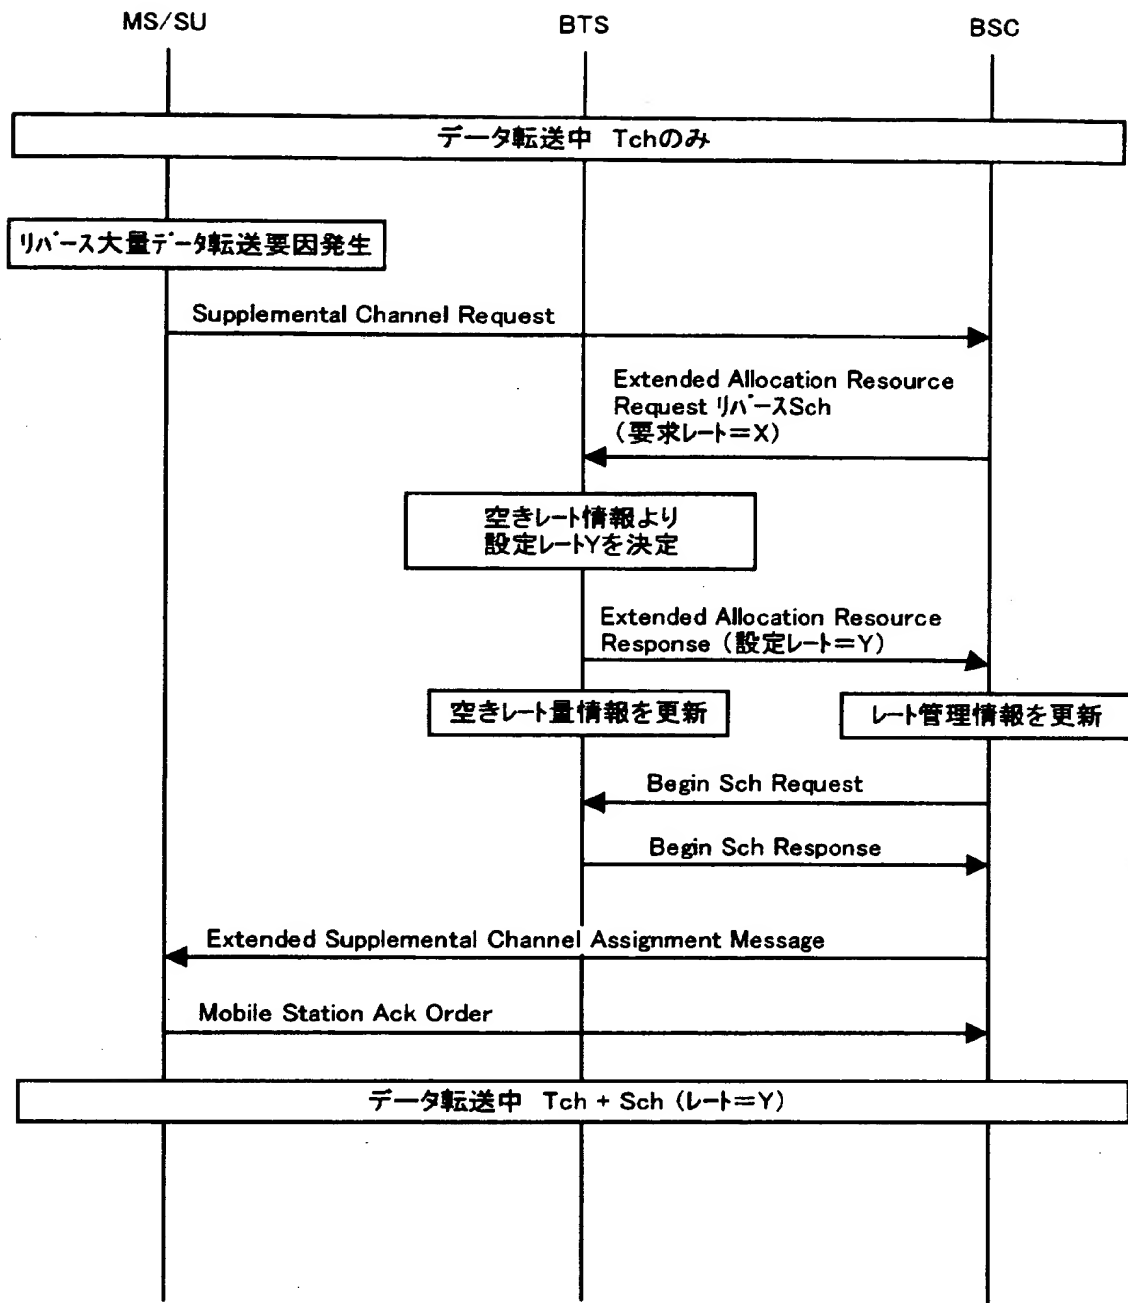 MS/SU
BTS
BSC
データ転送中 Tchのみ
リバース大量データ転送要因発生
Supplemental Channel Request
Extended Allocation Resource
Request リバースSch
（要求レート＝X）
空きレート情報より
設定レートYを決定
Extended Allocation Resource
Response（設定レート＝Y）
空きレート量情報を更新
レート管理情報を更新
Begin Sch Request
Begin Sch Response
Extended Supplemental Channel Assignment Message
Mobile Station Ack Order
データ転送中 Tch + Sch（レート＝Y）